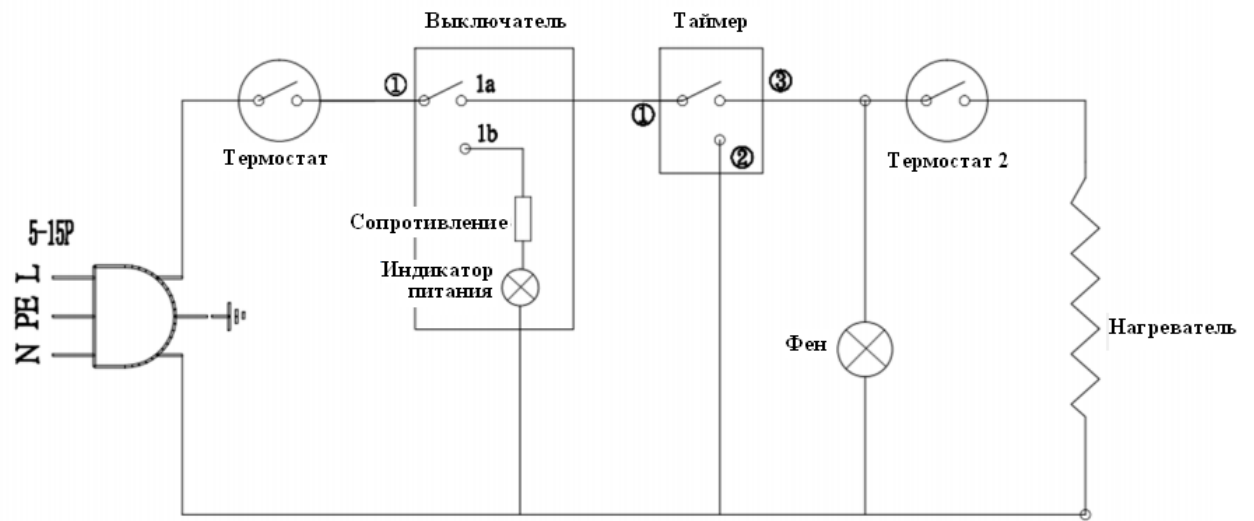 Выключатель
Таймер
① 1a
③
①
1b
②
Термостат
Термостат 2
Сопротивление
5-15P
Индикатор
питания
L
PE
N
Нагреватель
Фен